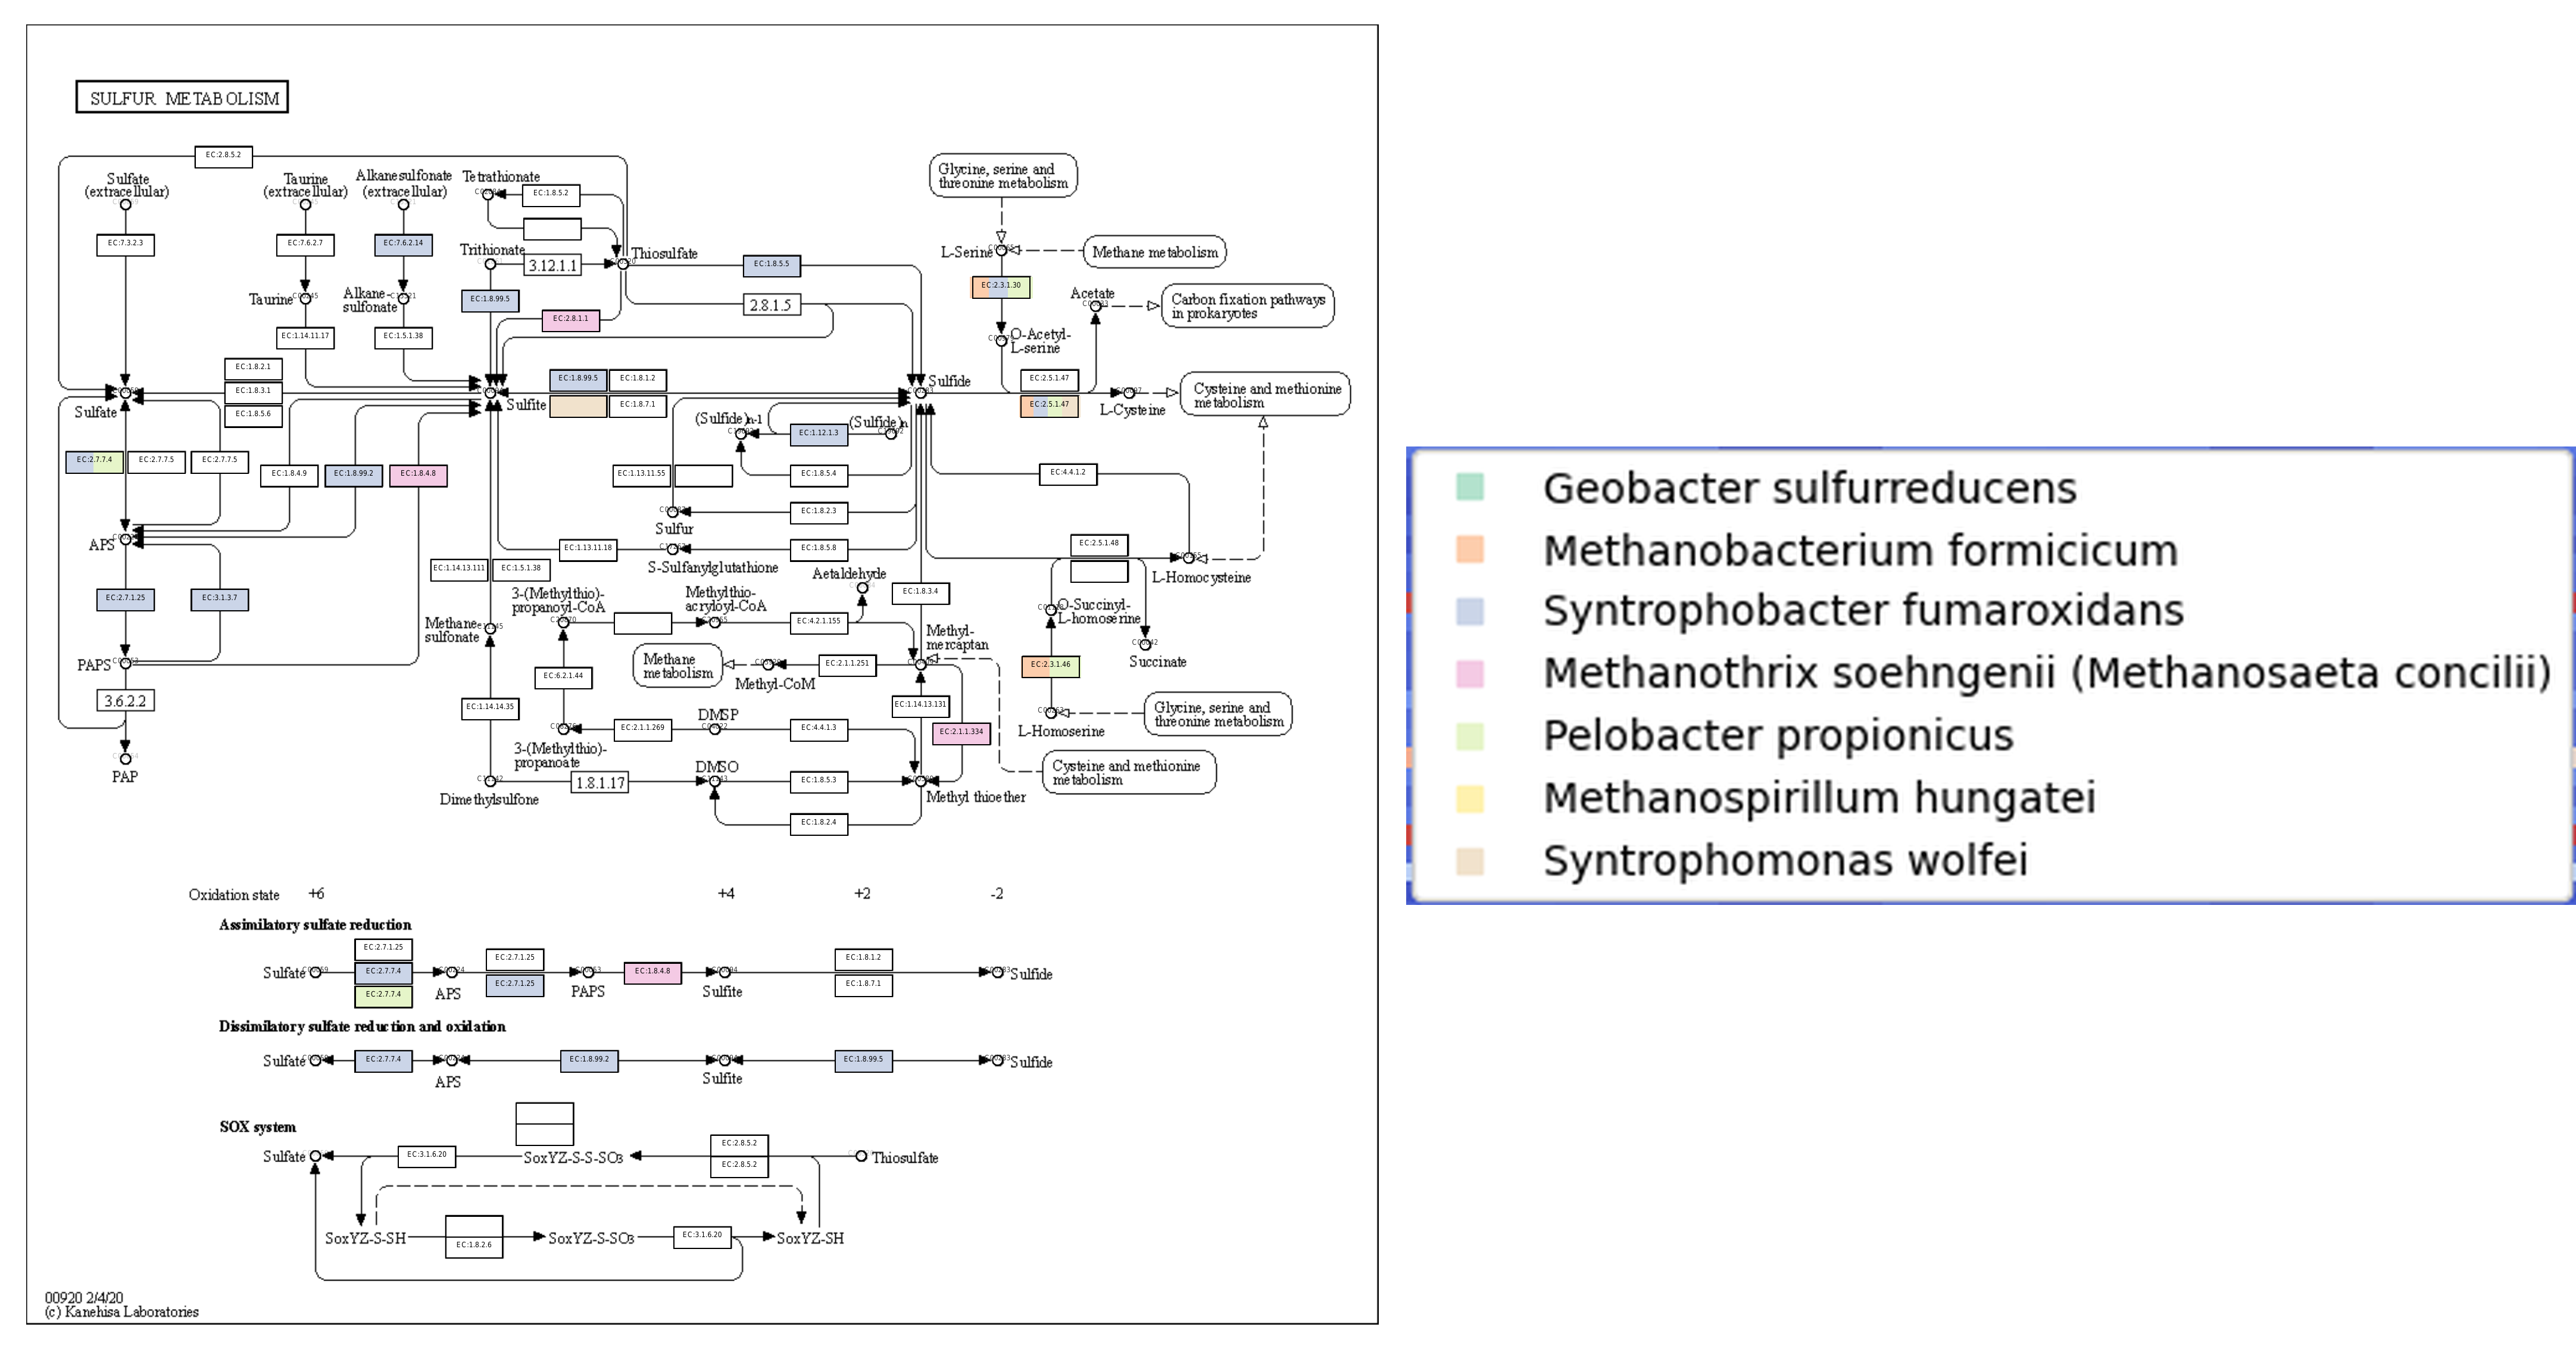 SULFUR METABOLISM
EC:2.8.5.2
Sulfate
(extracellular)
Taurine
(extracellular)
Alkanesulfonate
(extracellular)
Tetrathionate
EC:1.8.5.2
Glycine, serine and
threonine metabolism
EC:7.3.2.3
EC:7.6.2.7
EC:7.6.2.14
Trithionate
3.12.1.1
Thiosulfate
EC:1.8.5.5
L-Serine
Methane metabolism
EC:1.8.99.5
EC:2.8.1.1
2.8.1.5
EC:2.3.1.30
Acetate
Carbon fixation pathways
in prokaryotes
Taurine
Alkane-
sulfonate
EC:1.14.11.17
EC:1.5.1.38
O-Acetyl-
L-serine
EC:1.8.2.1
EC:1.8.3.1
EC:1.8.5.6
EC:1.8.99.5
EC:1.8.1.2
EC:1.8.7.1
Sulfate
Sulfite
Sulfide
EC:2.5.1.47
EC:2.5.1.47
L-Cysteine
Cysteine and methionine
metabolism
(Sulfide)n-1
EC:1.12.1.3
(Sulfide)n
EC:2.7.7.4
EC:2.7.7.5
EC:2.7.7.5
EC:1.8.4.9
EC:1.8.99.2
EC:1.8.4.8
EC:1.13.11.55
EC:1.8.5.4
EC:4.4.1.2
EC:1.8.2.3
Sulfur
APS
EC:1.13.11.18
EC:1.8.5.8
S-Sulfanylglutathione
EC:2.5.1.48
L-Homocysteine
EC:1.14.13.111
EC:1.5.1.38
Aetaldehyde
EC:2.7.1.25
EC:3.1.3.7
3-(Methylthio)-
propanoyl-CoA
Methylthio-
acryloyl-CoA
EC:4.2.1.155
EC:1.8.3.4
O-Succinyl-
L-homoserine
Methane
sulfonate
Methyl-
mercaptan
Succinate
PAPS
Methane
metabolism
Methyl-CoM
EC:2.1.1.251
EC:2.3.1.46
3.6.2.2
EC:6.2.1.44
EC:1.14.14.35
EC:1.14.13.131
DMSP
EC:2.1.1.269
EC:4.4.1.3
EC:2.1.1.334
L-Homoserine
Glycine, serine and
threonine metabolism
PAP
3-(Methylthio)-
propanoate
DMSO
1.8.1.17
EC:1.8.5.3
Cysteine and methionine
metabolism
Dimethylsulfone
Methyl thioether
EC:1.8.2.4
Oxidation state +6 +4 +2 -2
Assimilatory sulfate reduction
EC:2.7.1.25
EC:2.7.7.4
EC:2.7.7.4
EC:2.7.1.25
EC:2.7.1.25
EC:1.8.4.8
EC:1.8.1.2
EC:1.8.7.1
Sulfate APS PAPS Sulfite Sulfide
Dissimilatory sulfate reduction and oxidation
Sulfate EC:2.7.7.4 EC:1.8.99.2 EC:1.8.99.5 Sulfide
APS Sulfite
SOX system
Sulfate EC:3.1.6.20 SoxYZ-S-S-SO3 EC:2.8.5.2 Thiosulfate
EC:2.8.5.2
SoxYZ-S-SH EC:1.8.2.6 SoxYZ-S-SO3 EC:3.1.6.20 SoxYZ-SH
00920 2/4/20
(c) Kanehisa Laboratories
Geobacter sulfurreducens
Methanobacterium formicicum
Syntrophobacter fumaroxidans
Methanothrix soehngenii (Methanosaeta concilii)
Pelobacter propionicus
Methanospirillum hungatei
Syntrophomonas wolfei